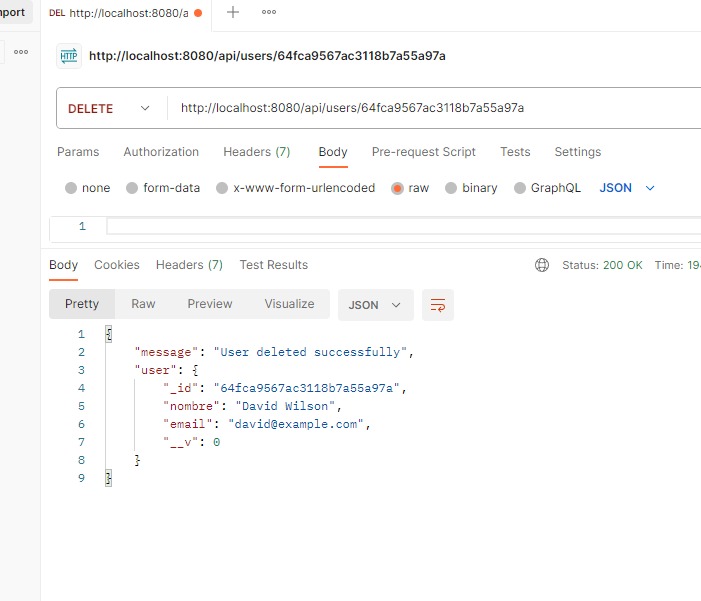 port
DEL http://localhost:8080/a
HTTP http://localhost:8080/api/users/64fca9567ac3118b7a55a97a
DELETE http://localhost:8080/api/users/64fca9567ac3118b7a55a97a
Params Authorization Headers (7) Body Pre-request Script Tests Settings
none form-data x-www-form-urlencoded raw binary GraphQL JSON
1
Body Cookies Headers (7) Test Results Status: 200 OK Time: 19
Pretty Raw Preview Visualize JSON
1 {
2 "message": "User deleted successfully",
3 "user": {
4 "_id": "64fca9567ac3118b7a55a97a",
5 "nombre": "David Wilson",
6 "email": "david@example.com",
7 "__v": 0
8 }
9 }